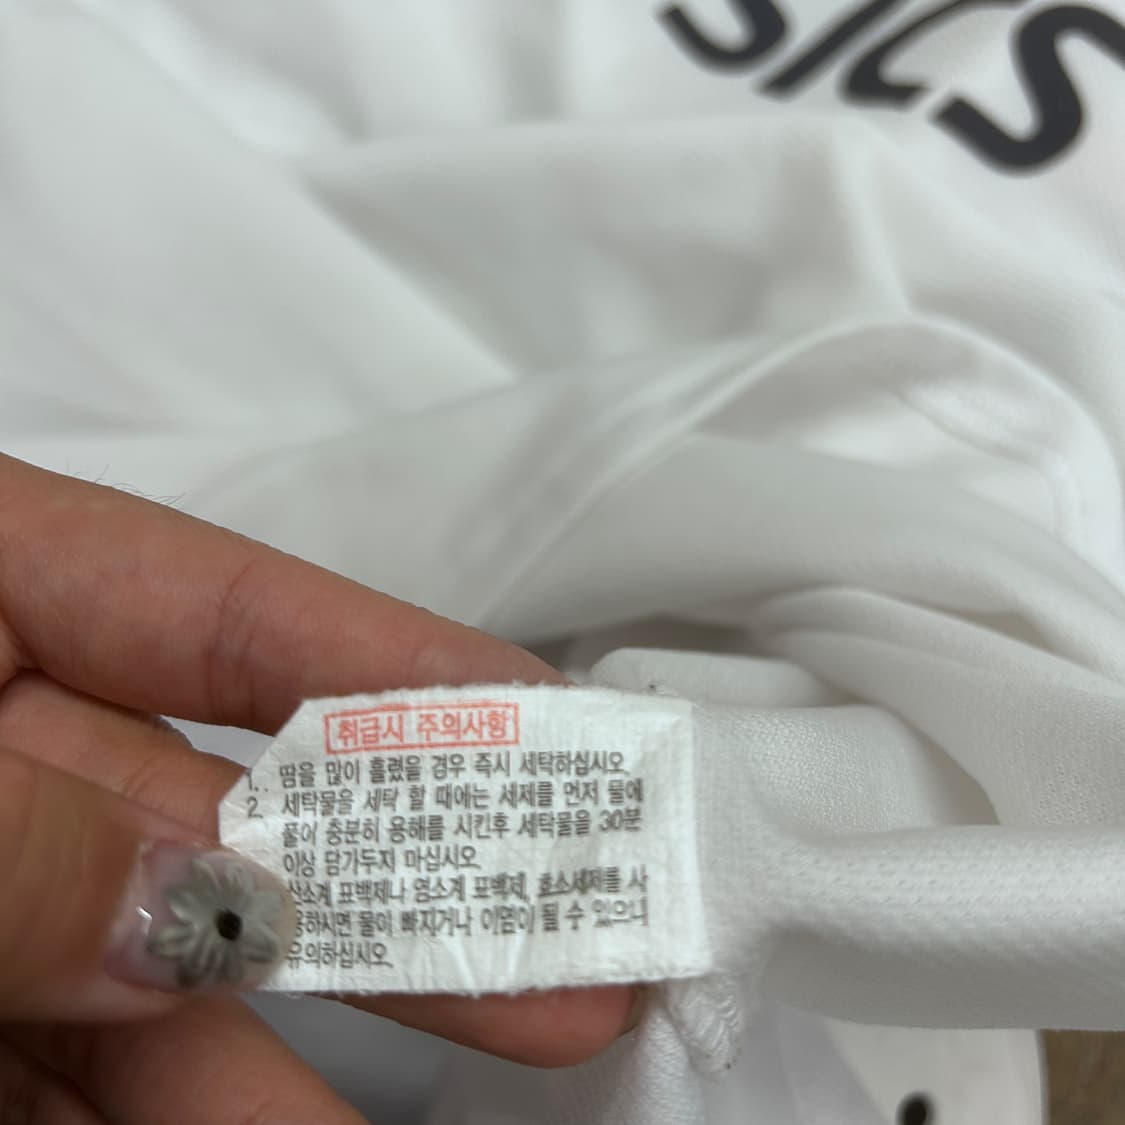 SICS
취급시 주의사항
1. 땀을 많이 흘렸을 경우 즉시 세탁하십시오.
2. 세탁물을 세탁 할 때에는 세제를 먼저 물에
풀어 충분히 용해를 시킨후 세탁물을 30분
이상 담가두지 마십시오.
산소계 표백제나 염소계 표백제, 효소세제를 사
용하시면 물이 빠지거나 이염이 될 수 있으니
유의하십시오.